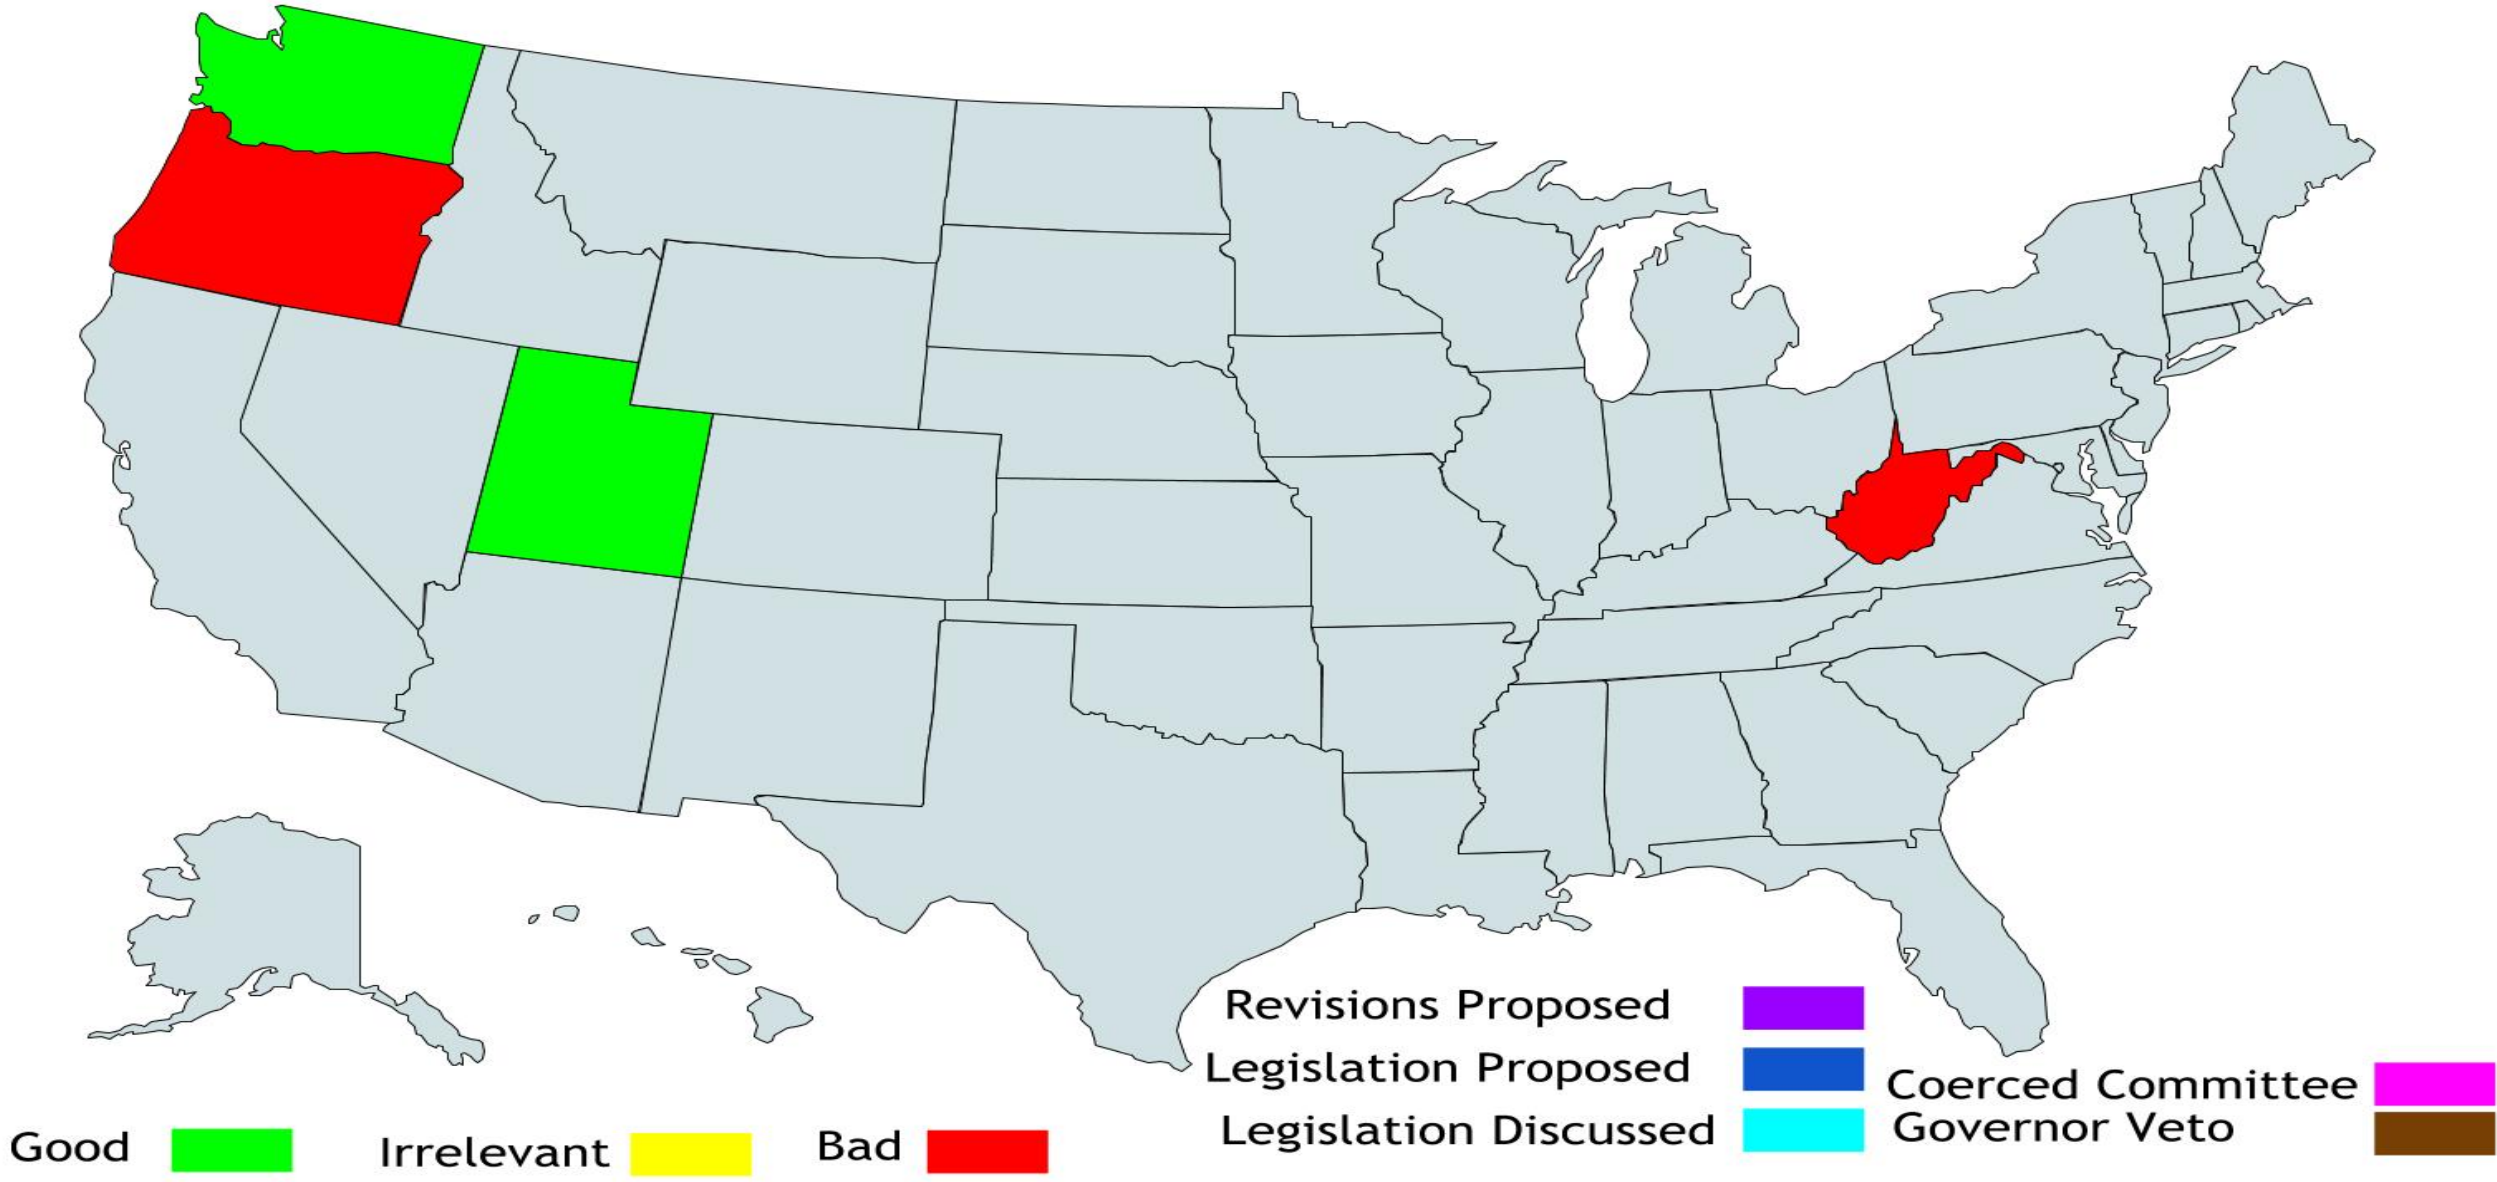 Revisions Proposed
Legislation Proposed
Coerced Committee
Legislation Discussed
Governor Veto
Good
Irrelevant
Bad